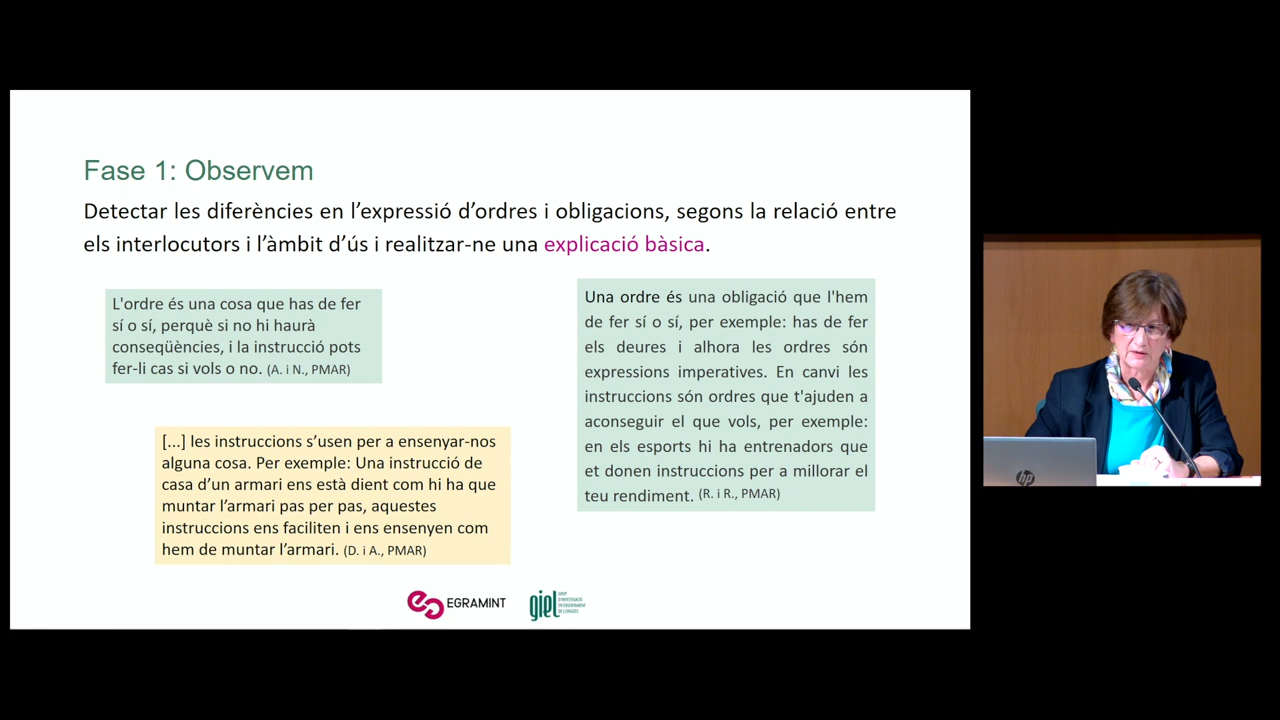 Fase 1: Observem
Detectar les diferències en l’expressió d’ordres i obligacions, segons la relació entre
els interlocutors i l’àmbit d’ús i realitzar-ne una explicació bàsica.
L'ordre és una cosa que has de fer
sí o sí, perquè si no hi haurà
conseqüències, i la instrucció pots
fer-li cas si vols o no. (A. i N., PMAR)
Una ordre és una obligació que l'hem
de fer sí o sí, per exemple: has de fer
els deures i alhora les ordres són
expressions imperatives. En canvi les
instruccions són ordres que t'ajuden a
aconseguir el que vols, per exemple:
en els esports hi ha entrenadors que
et donen instruccions per a millorar el
teu rendiment. (R. i R., PMAR)
[...] les instruccions s’usen per a ensenyar-nos
alguna cosa. Per exemple: Una instrucció de
casa d’un armari ens està dient com hi ha que
muntar l’armari pas per pas, aquestes
instruccions ens faciliten i ens ensenyen com
hem de muntar l’armari. (D. i A., PMAR)
EGRAMINT
giel
hp